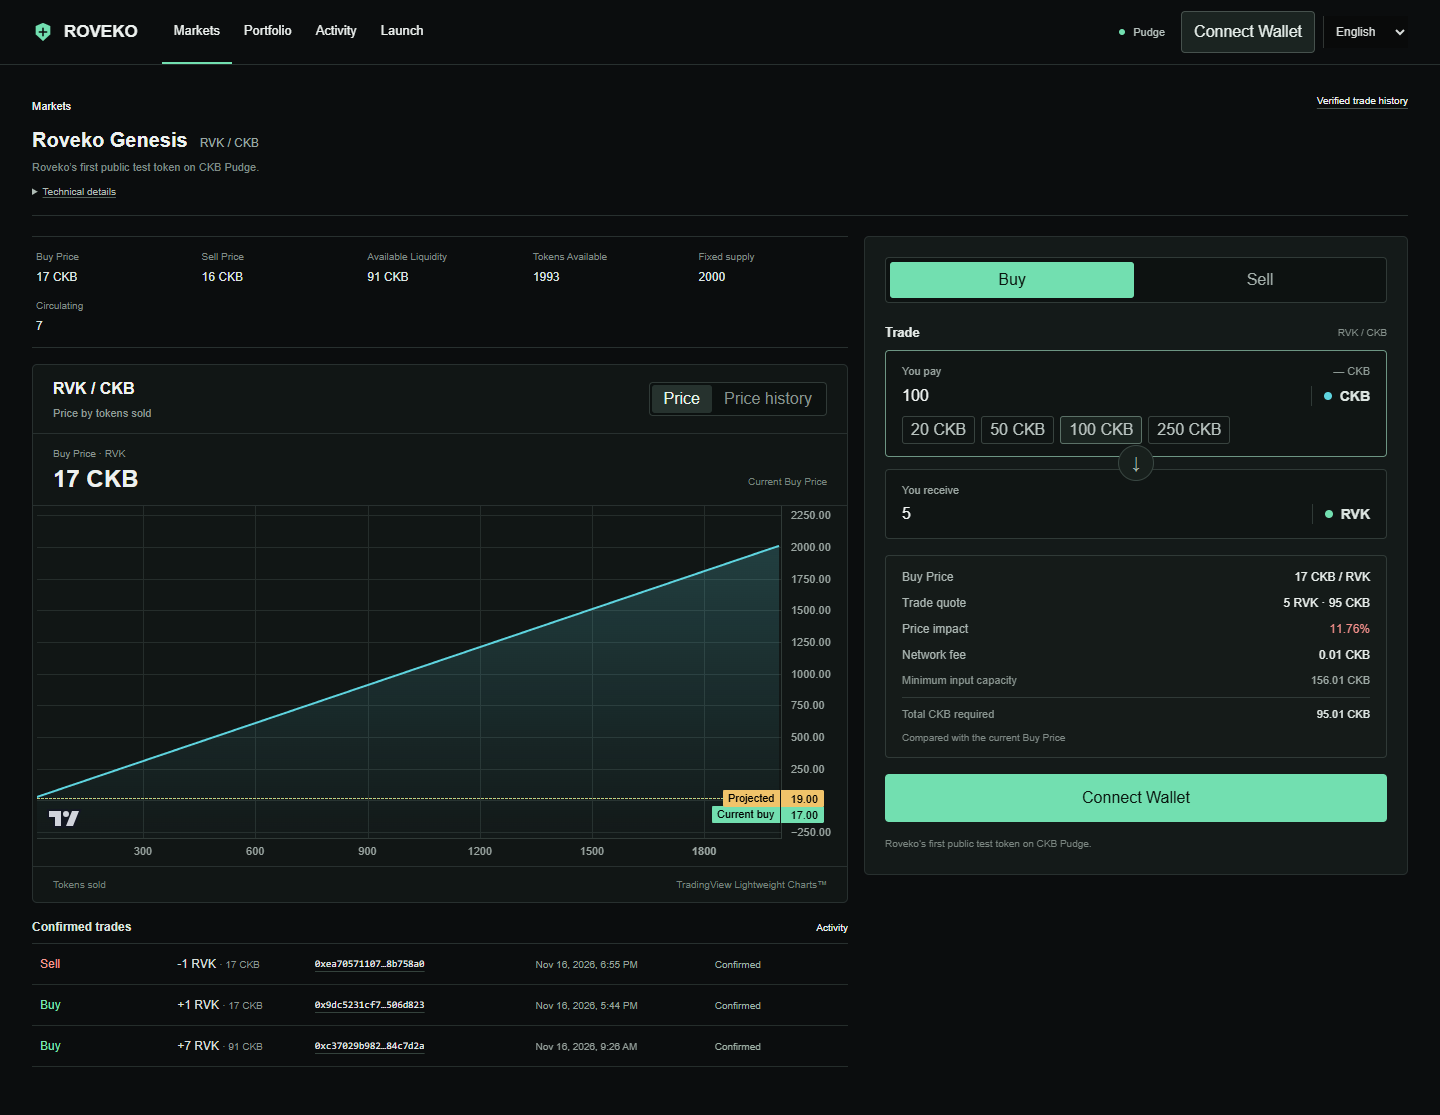 ROVEKO
Markets
Portfolio
Activity
Launch
Pudge
Connect Wallet
English
Markets
Verified trade history
Roveko Genesis RVK / CKB
Roveko's first public test token on CKB Pudge.
Technical details
Buy Price
17 CKB
Sell Price
16 CKB
Available Liquidity
91 CKB
Tokens Available
1993
Fixed supply
2000
Circulating
7
RVK / CKB
Price by tokens sold
Price
Price history
Buy Price · RVK
17 CKB
Current Buy Price
2250.00
2000.00
1750.00
1500.00
1250.00
1000.00
750.00
500.00
250.00
Projected 19.00
Current buy 17.00
−250.00
300
600
900
1200
1500
1800
Tokens sold
TradingView Lightweight Charts™
Confirmed trades
Activity
Sell -1 RVK · 17 CKB 0xea70571107…8b758a0 Nov 16, 2026, 6:55 PM Confirmed
Buy +1 RVK · 17 CKB 0x9dc5231cf7…506d823 Nov 16, 2026, 5:44 PM Confirmed
Buy +7 RVK · 91 CKB 0xc37029b982…84c7d2a Nov 16, 2026, 9:26 AM Confirmed
Buy
Sell
Trade
RVK / CKB
You pay
— CKB
100
CKB
20 CKB
50 CKB
100 CKB
250 CKB
↓
You receive
5
RVK
Buy Price 17 CKB / RVK
Trade quote 5 RVK · 95 CKB
Price impact 11.76%
Network fee 0.01 CKB
Minimum input capacity 156.01 CKB
Total CKB required 95.01 CKB
Compared with the current Buy Price
Connect Wallet
Roveko's first public test token on CKB Pudge.